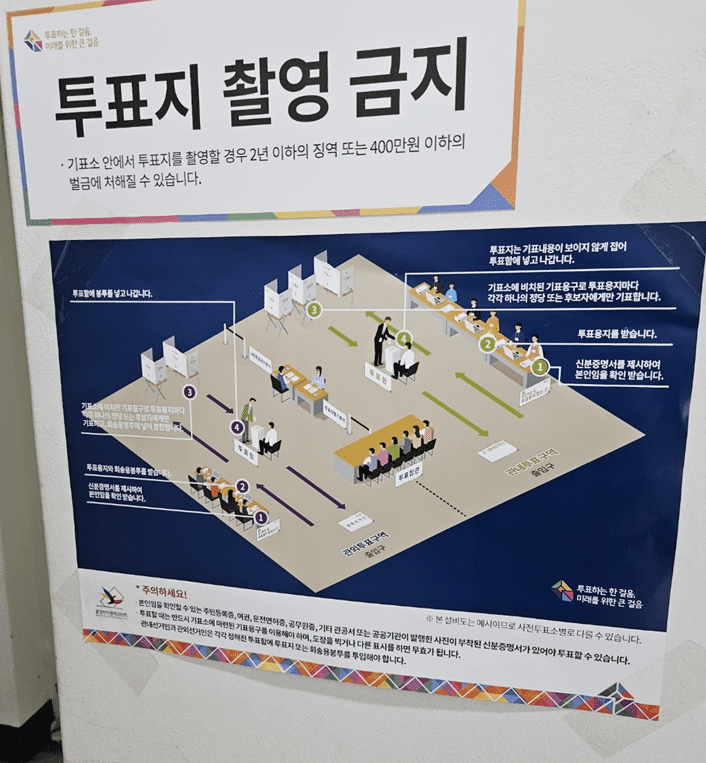 투표하는 한 걸음,
미래를 위한 큰 걸음
투표지 촬영 금지
· 기표소 안에서 투표지를 촬영할 경우 2년 이하의 징역 또는 400만원 이하의
벌금에 처해질 수 있습니다.
투표지는 기표내용이 보이지 않게 접어
투표함에 넣고 나갑니다.
기표소에 비치된 기표용구로 투표용지마다
각각 하나의 정당 또는 후보자에게만 기표합니다.
투표용지를 받습니다.
신분증명서를 제시하여
본인임을 확인 받습니다.
투표함에 봉투를 넣고 나갑니다.
3
4
2
1
투표함
기표소에 비치된 기표용구로 투표용지마다
각각 하나의 정당 또는 후보자에게만
기표하고, 회송용봉투에 넣어 봉함합니다.
3
4
투표함
투표용지와 회송용봉투를 받습니다.
2
신분증명서를 제시하여
본인임을 확인 받습니다.
1
투표참관
관내투표구역
출입구
관외투표구역
출입구
투표하는 한 걸음,
미래를 위한 큰 걸음
* 주의하세요!
※ 본 설비도는 예시이므로 사전투표소별로 다를 수 있습니다.
· 본인임을 확인할 수 있는 주민등록증, 여권, 운전면허증, 공무원증, 기타 관공서 또는 공공기관이 발행한 사진이 부착된 신분증명서가 있어야 투표할 수 있습니다.
· 투표할 때는 반드시 기표소에 마련된 기표용구를 이용해야 하며, 도장을 찍거나 다른 표시를 하면 무효가 됩니다.
관내선거인과 관외선거인은 각각 정해진 투표함에 투표지 또는 회송용봉투를 투입해야 합니다.